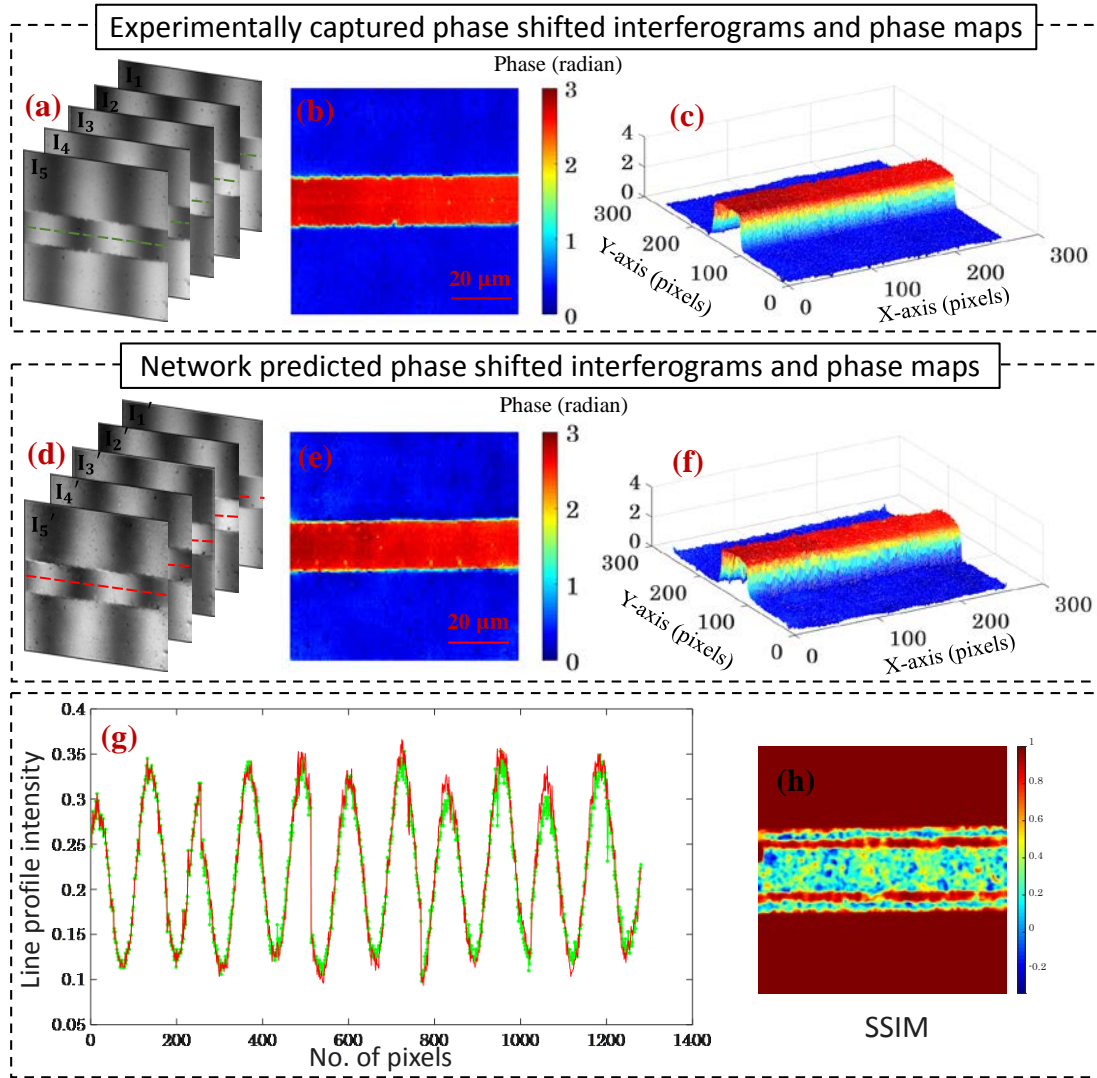 Experimentally captured phase shifted interferograms and phase maps
(a)
I₁
I₂
I₃
I₄
I₅
Phase (radian)
(b)
20 µm
3
2
1
0
(c)
4
2
0
300
200
100
0
Y-axis (pixels)
0
100
200
300
X-axis (pixels)
Network predicted phase shifted interferograms and phase maps
(d)
I₁′
I₂′
I₃′
I₄′
I₅′
Phase (radian)
(e)
20 µm
3
2
1
0
(f)
4
2
0
300
200
100
0
Y-axis (pixels)
0
100
200
300
X-axis (pixels)
(g)
Line profile intensity
0.4
0.35
0.3
0.25
0.2
0.15
0.1
0.05
0
200
400
600
800
1000
1200
1400
No. of pixels
(h)
1
0.8
0.6
0.4
0.2
0
-0.2
SSIM